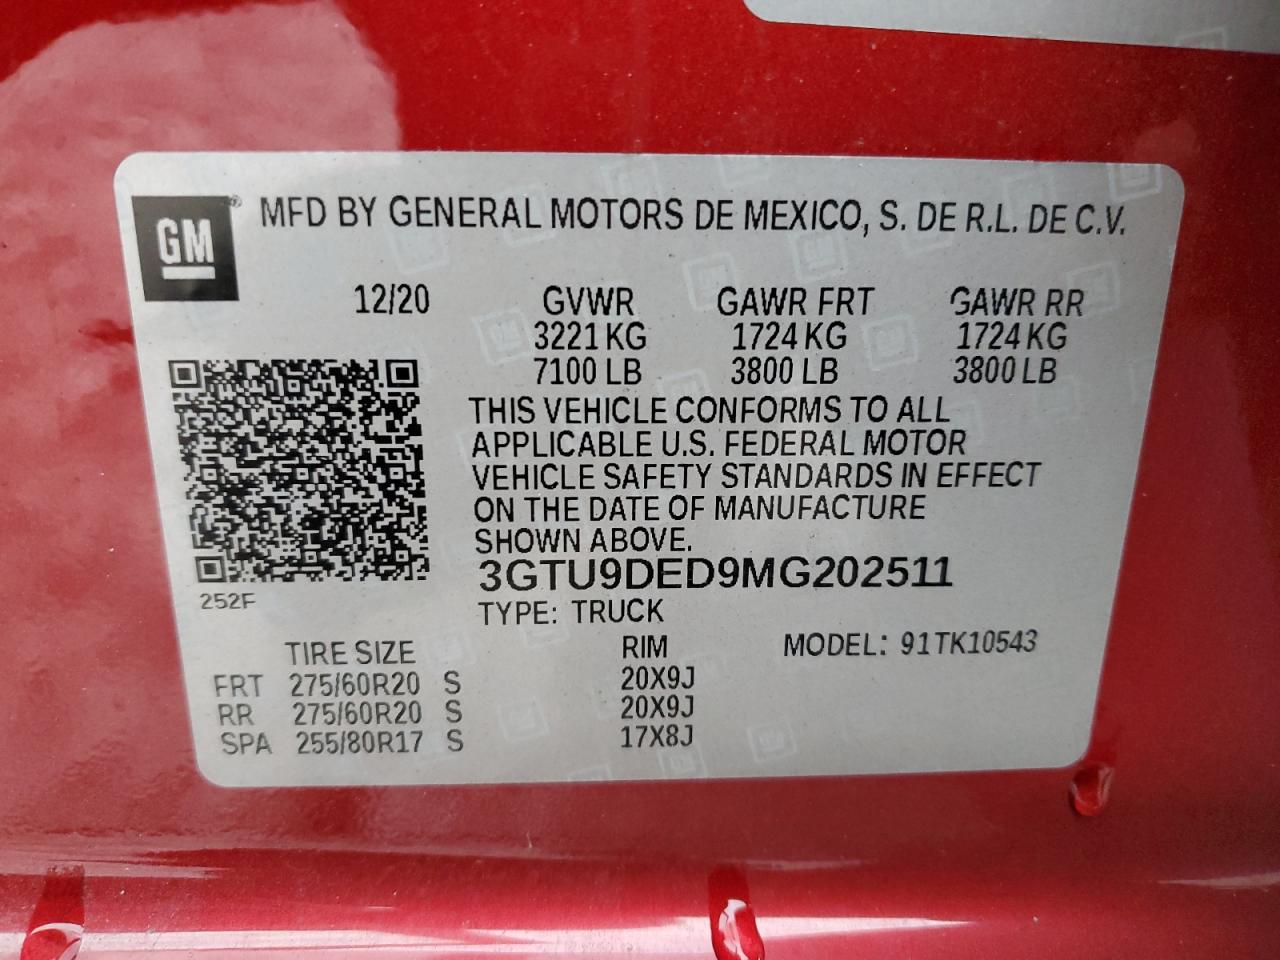 GM ® MFD BY GENERAL MOTORS DE MEXICO, S. DE R.L. DE C.V.
12/20 GVWR GAWR FRT GAWR RR
3221 KG 1724 KG 1724 KG
7100 LB 3800 LB 3800 LB
THIS VEHICLE CONFORMS TO ALL
APPLICABLE U.S. FEDERAL MOTOR
VEHICLE SAFETY STANDARDS IN EFFECT
ON THE DATE OF MANUFACTURE
SHOWN ABOVE.
3GTU9DED9MG202511
252F
TYPE: TRUCK
TIRE SIZE RIM MODEL: 91TK10543
FRT 275/60R20 S 20X9J
RR 275/60R20 S 20X9J
SPA 255/80R17 S 17X8J